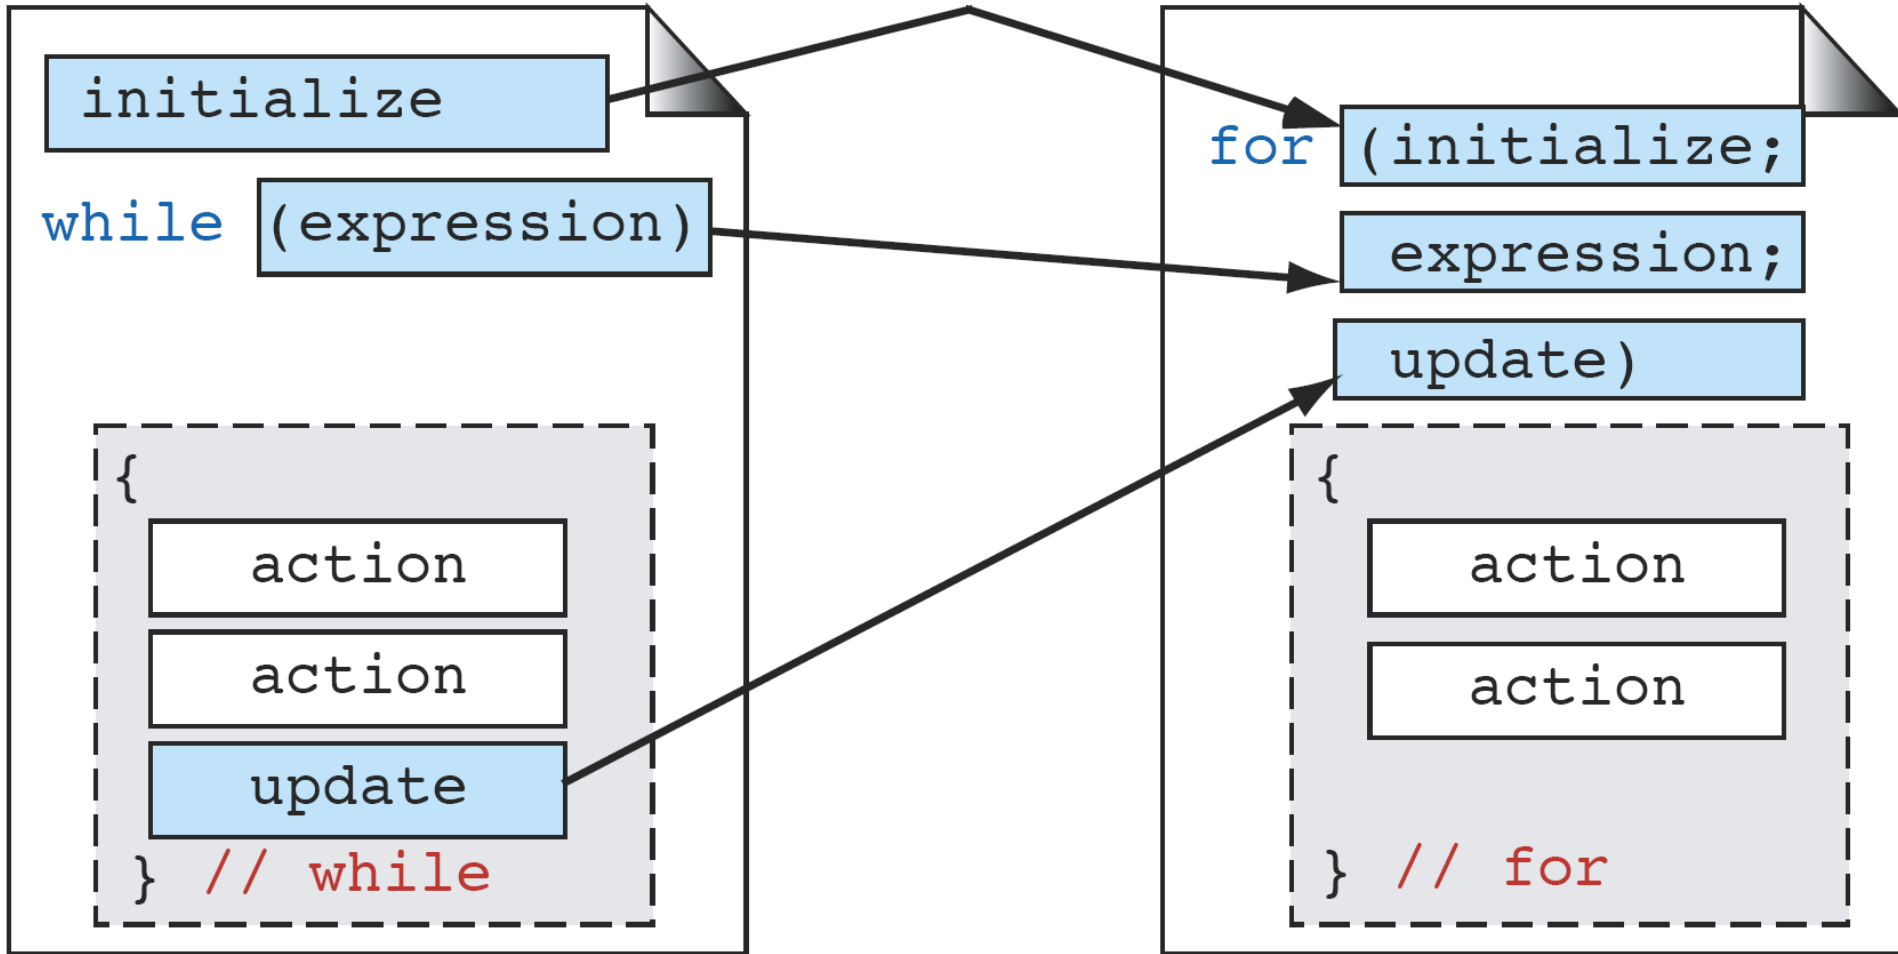 initialize
while (expression)
{
action
action
update
} // while
for (initialize;
expression;
update)
{
action
action
} // for